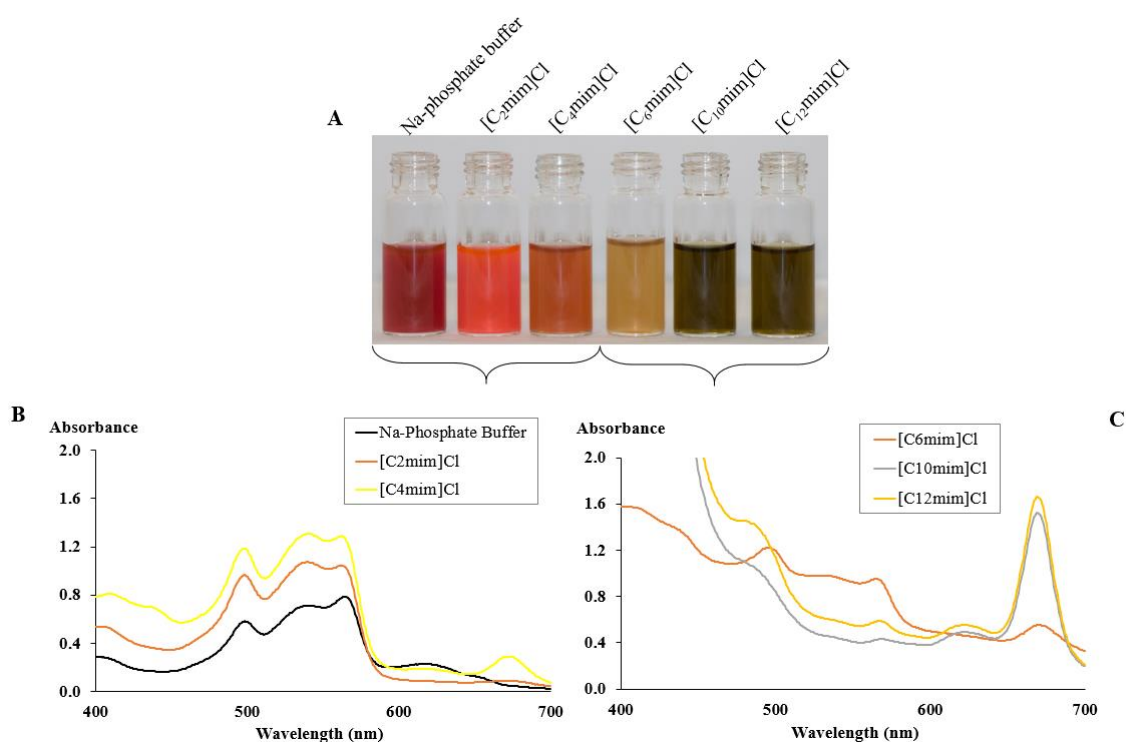 A
Na-phosphate buffer
[C₂mim]Cl
[C₄mim]Cl
[C₆mim]Cl
[C₁₀mim]Cl
[C₁₂mim]Cl
B
Absorbance
Na-Phosphate Buffer
[C2mim]Cl
[C4mim]Cl
2.0
1.6
1.2
0.8
0.4
0.0
400
500
600
700
Wavelength (nm)
C
Absorbance
[C6mim]Cl
[C10mim]Cl
[C12mim]Cl
2.0
1.6
1.2
0.8
0.4
0.0
400
500
600
700
Wavelength (nm)